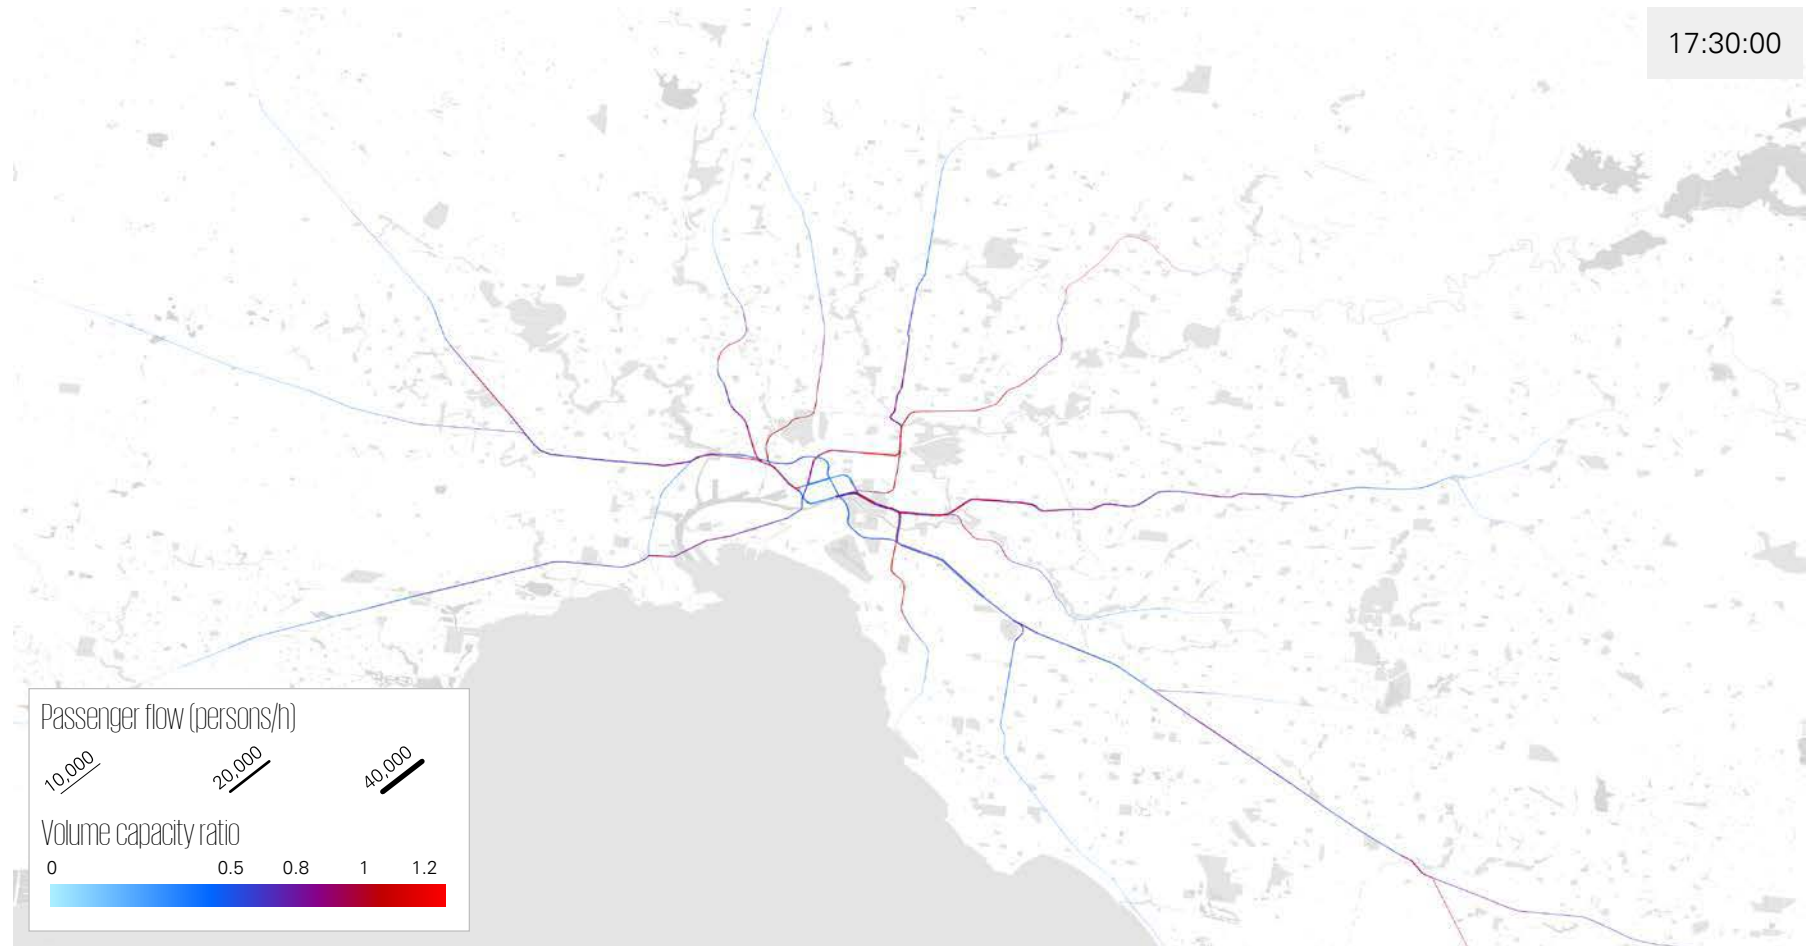 17:30:00
Passenger flow (persons/h)
10,000 20,000 40,000
Volume capacity ratio
0 0.5 0.8 1 1.2